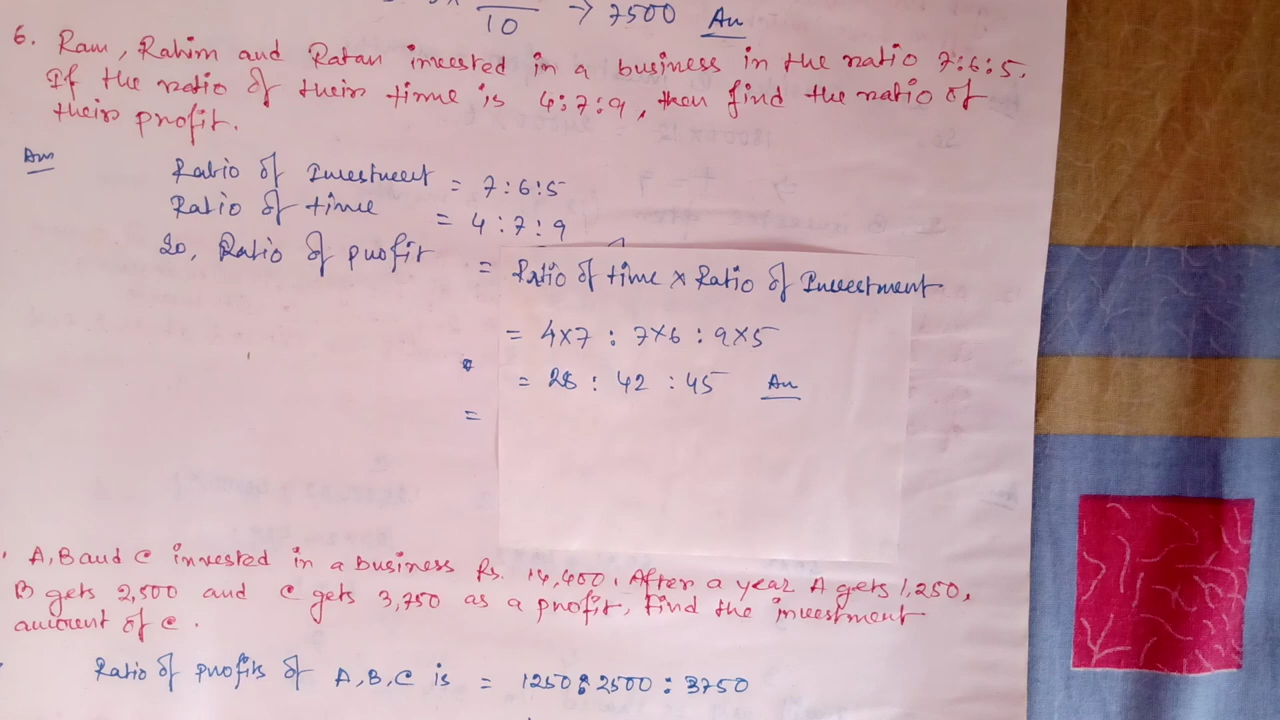 10 → 7500 An
6. Ram, Rahim and Ratan invested in a business in the ratio 7:6:5.
If the ratio of their time is 4:7:9, then find the ratio of
their profit.
Ans
Ratio of Investment = 7:6:5
Ratio of time = 4:7:9
So, Ratio of profit = Ratio of time × Ratio of Investment
= 4×7 : 7×6 : 9×5
= 28 : 42 : 45 An
=
A, B and C invested in a business Rs. 14,400. After a year A gets 1,250,
B gets 2,500 and C gets 3,750 as a profit, find the investment
amount of C.
Ratio of profits of A, B, C is = 1250 : 2500 : 3750